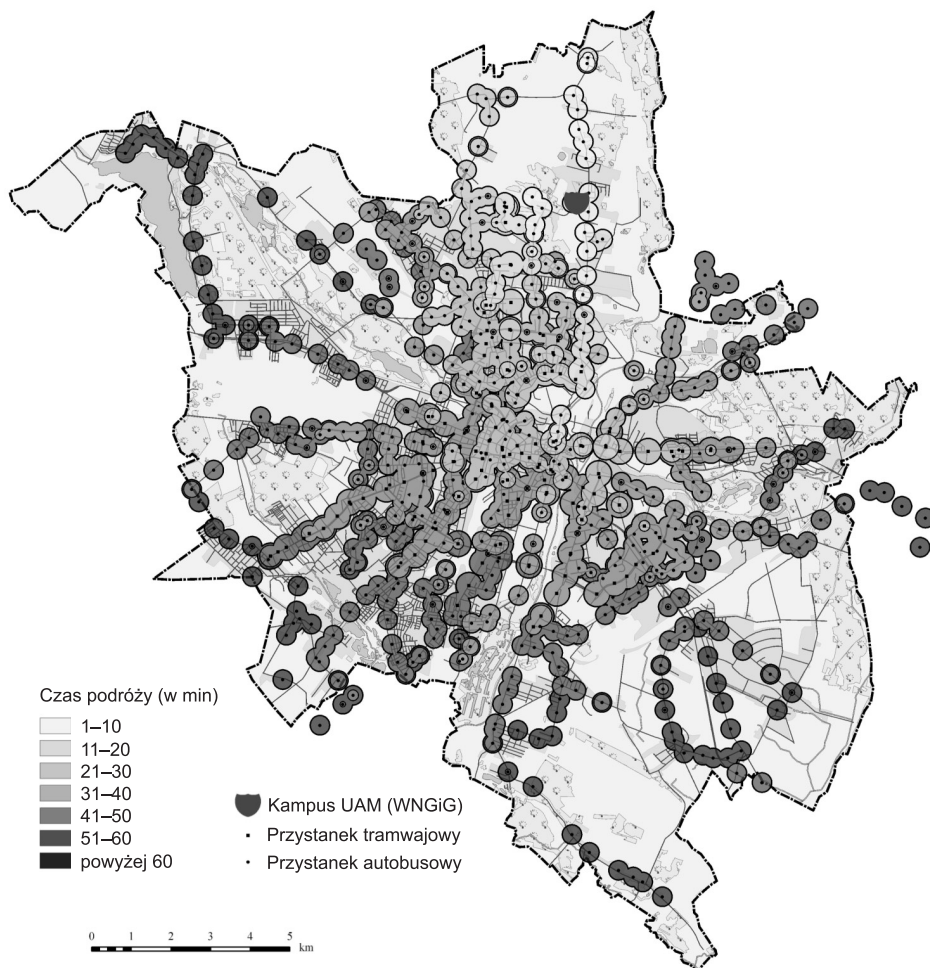 Czas podróży (w min)
1–10
11–20
21–30
31–40
41–50
51–60
powyżej 60
Kampus UAM (WNGiG)
Przystanek tramwajowy
Przystanek autobusowy
0 1 2 3 4 5
km